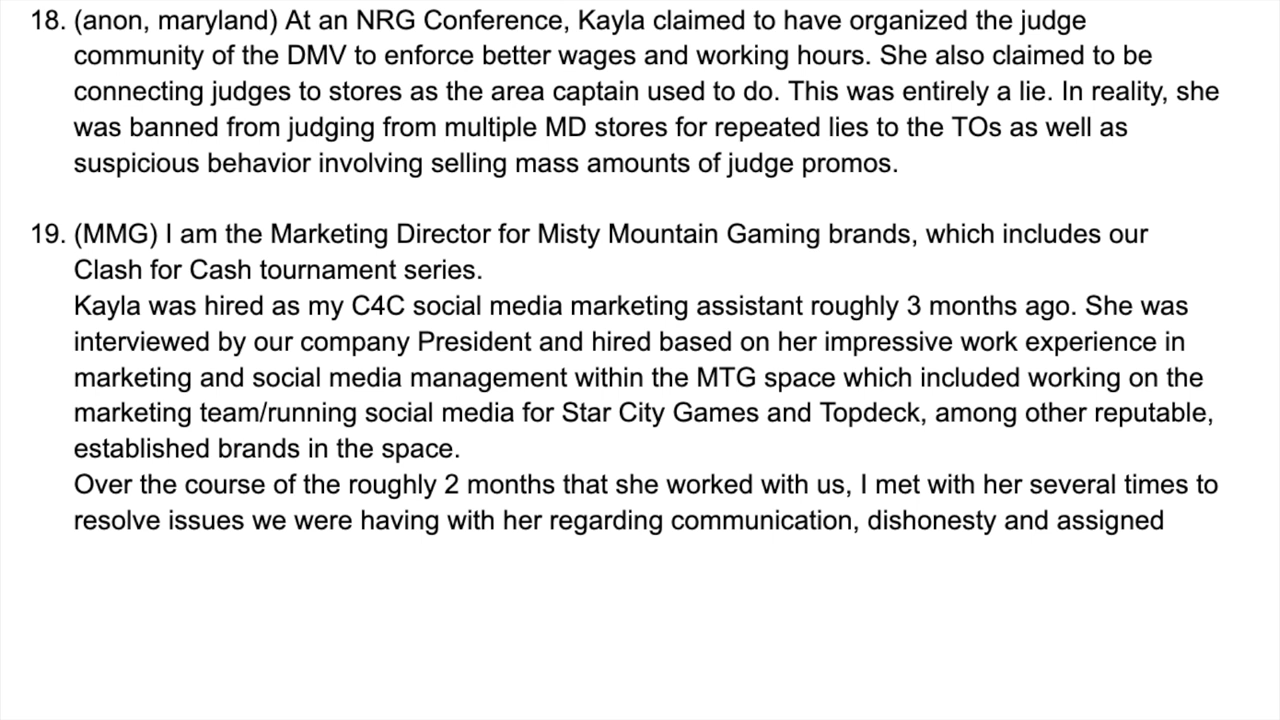 18. (anon, maryland) At an NRG Conference, Kayla claimed to have organized the judge
community of the DMV to enforce better wages and working hours. She also claimed to be
connecting judges to stores as the area captain used to do. This was entirely a lie. In reality, she
was banned from judging from multiple MD stores for repeated lies to the TOs as well as
suspicious behavior involving selling mass amounts of judge promos.
19. (MMG) I am the Marketing Director for Misty Mountain Gaming brands, which includes our
Clash for Cash tournament series.
Kayla was hired as my C4C social media marketing assistant roughly 3 months ago. She was
interviewed by our company President and hired based on her impressive work experience in
marketing and social media management within the MTG space which included working on the
marketing team/running social media for Star City Games and Topdeck, among other reputable,
established brands in the space.
Over the course of the roughly 2 months that she worked with us, I met with her several times to
resolve issues we were having with her regarding communication, dishonesty and assigned